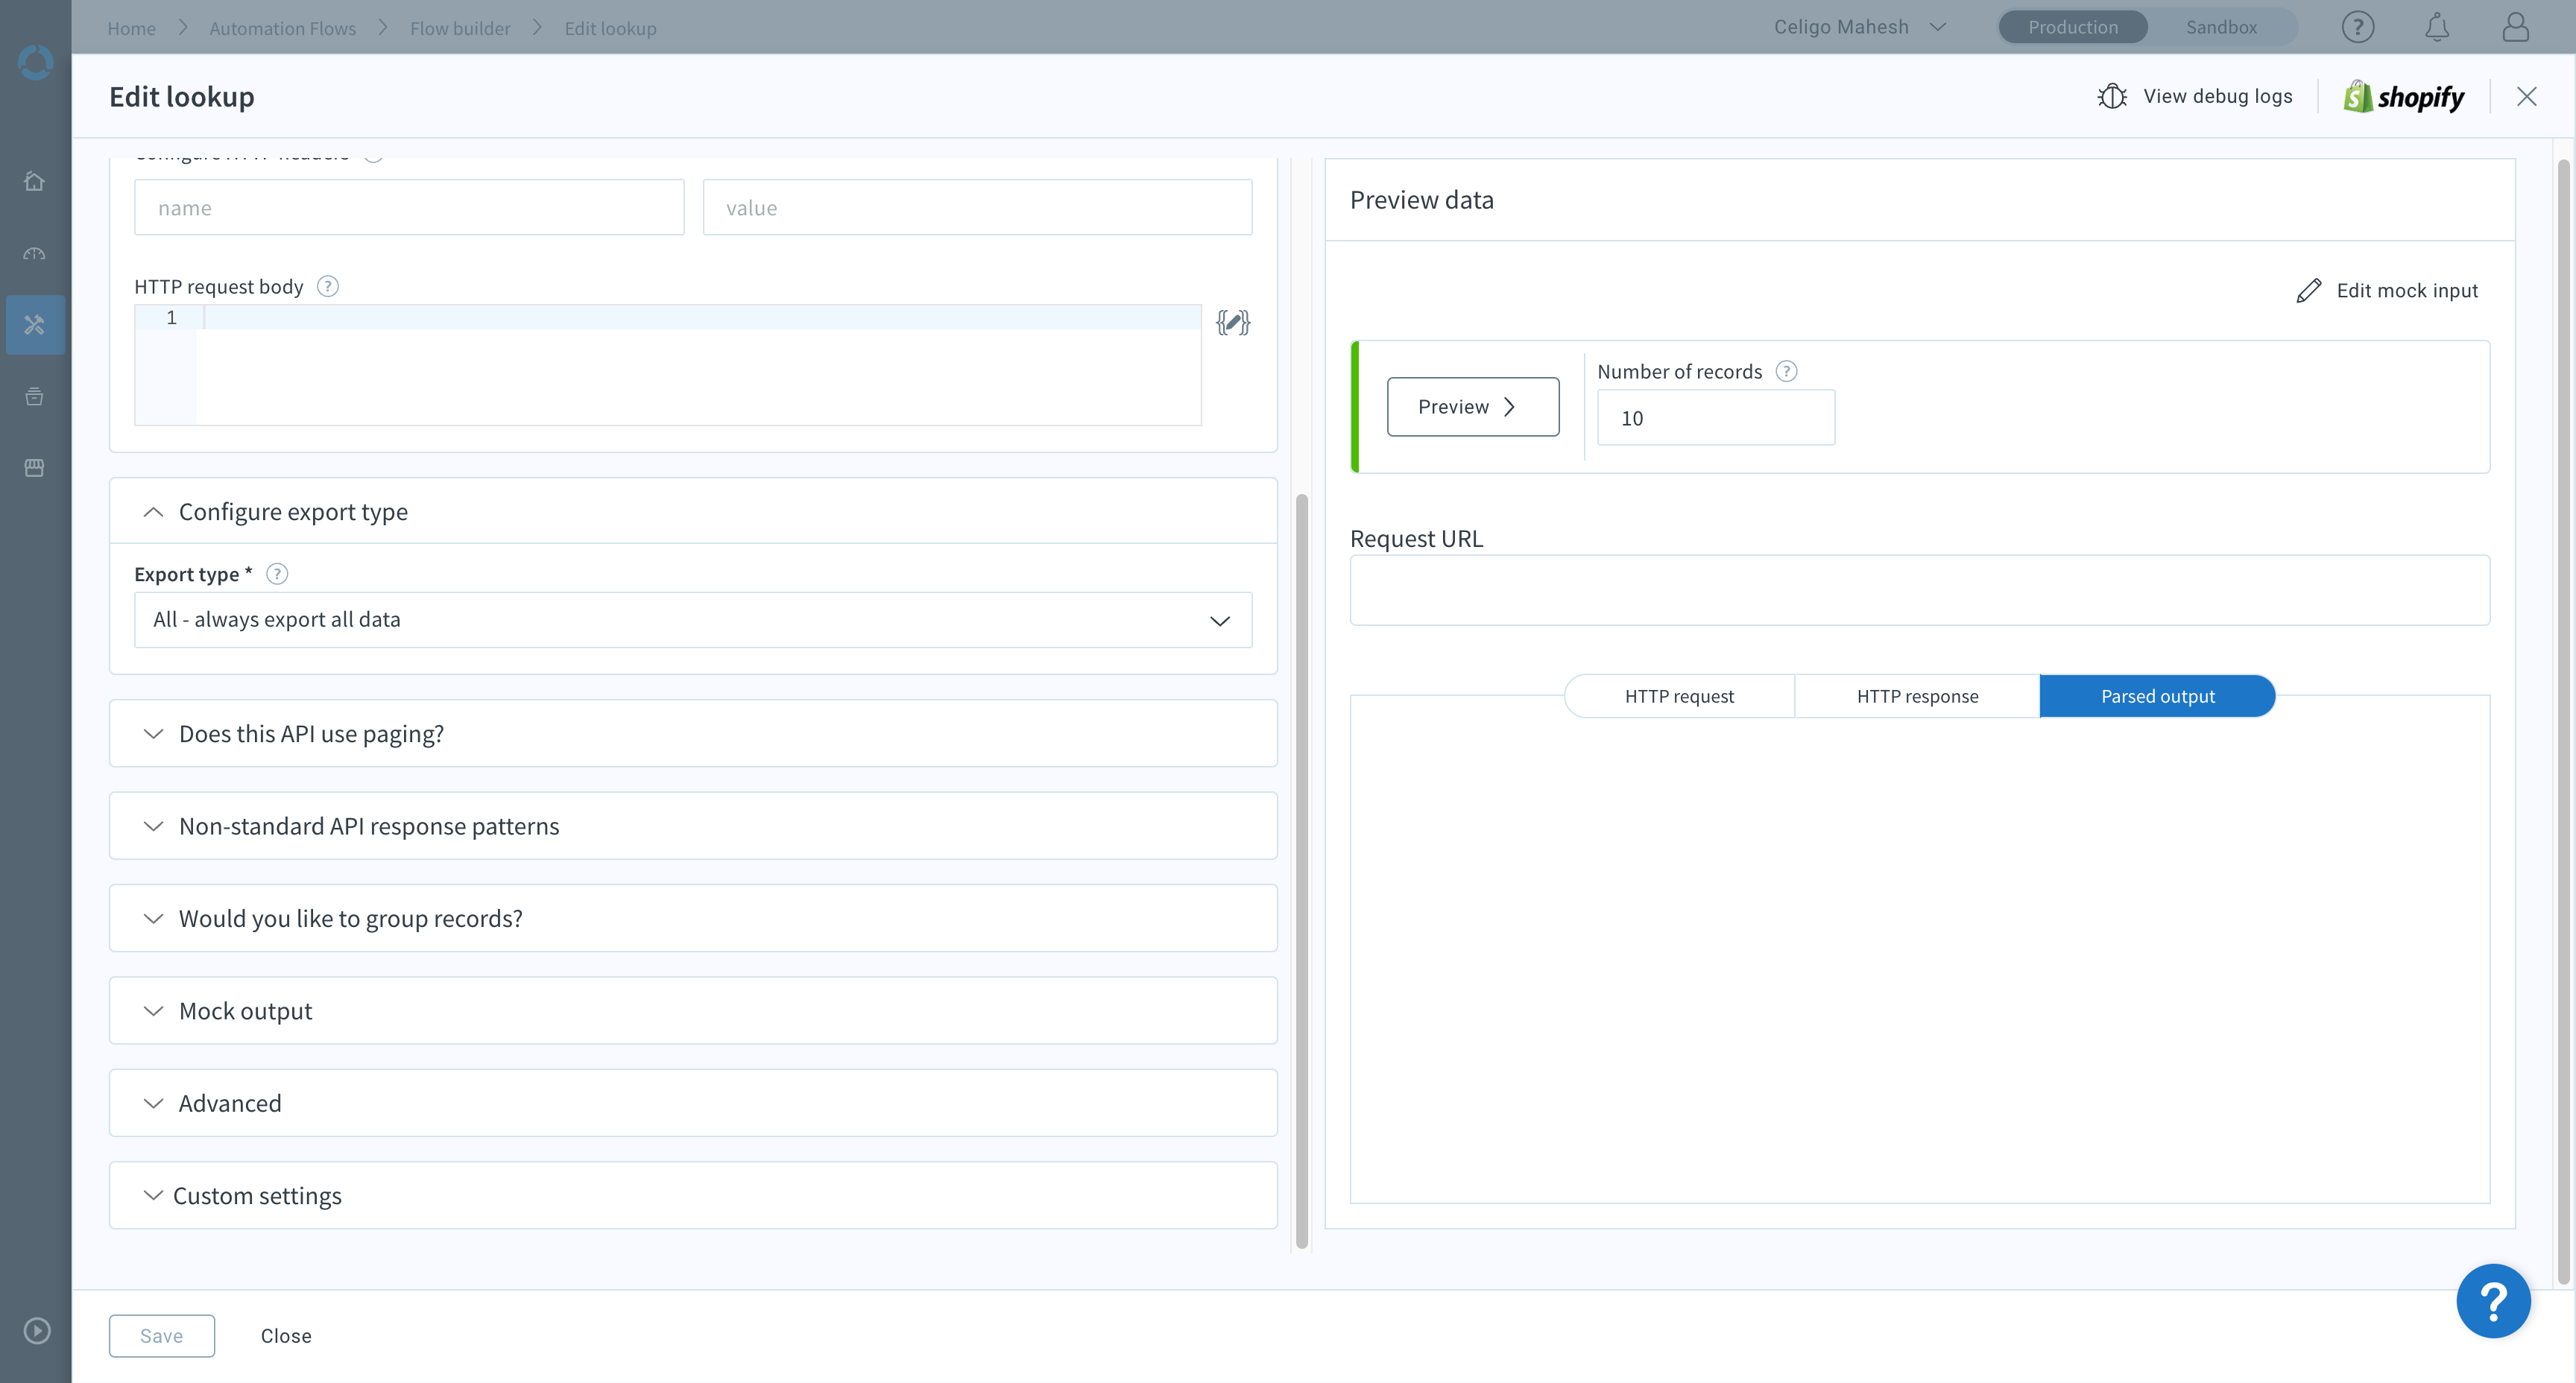 Home
Automation Flows
Flow builder
Edit lookup
Celigo Mahesh
Production
Sandbox
Edit lookup
View debug logs
shopify
Configure HTTP headers
name
value
HTTP request body
1
Configure export type
Export type *
All - always export all data
Does this API use paging?
Non-standard API response patterns
Would you like to group records?
Mock output
Advanced
Custom settings
Preview data
Edit mock input
Preview
Number of records
10
Request URL
HTTP request
HTTP response
Parsed output
Save
Close